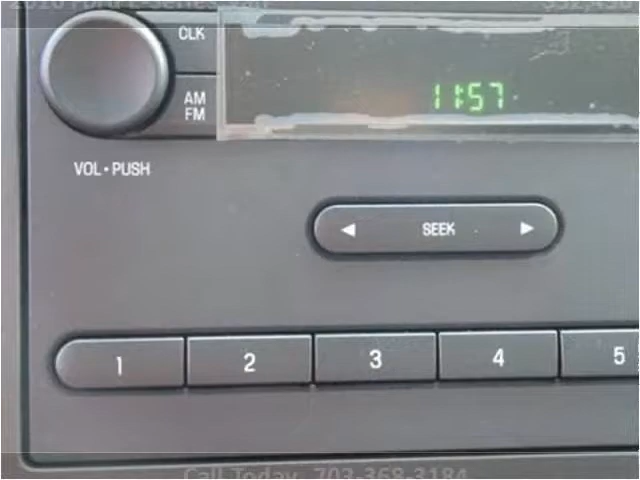 CLK
11:57
AM
FM
VOL • PUSH
◄ SEEK ►
1 2 3 4 5
Call Today 703-368-3184